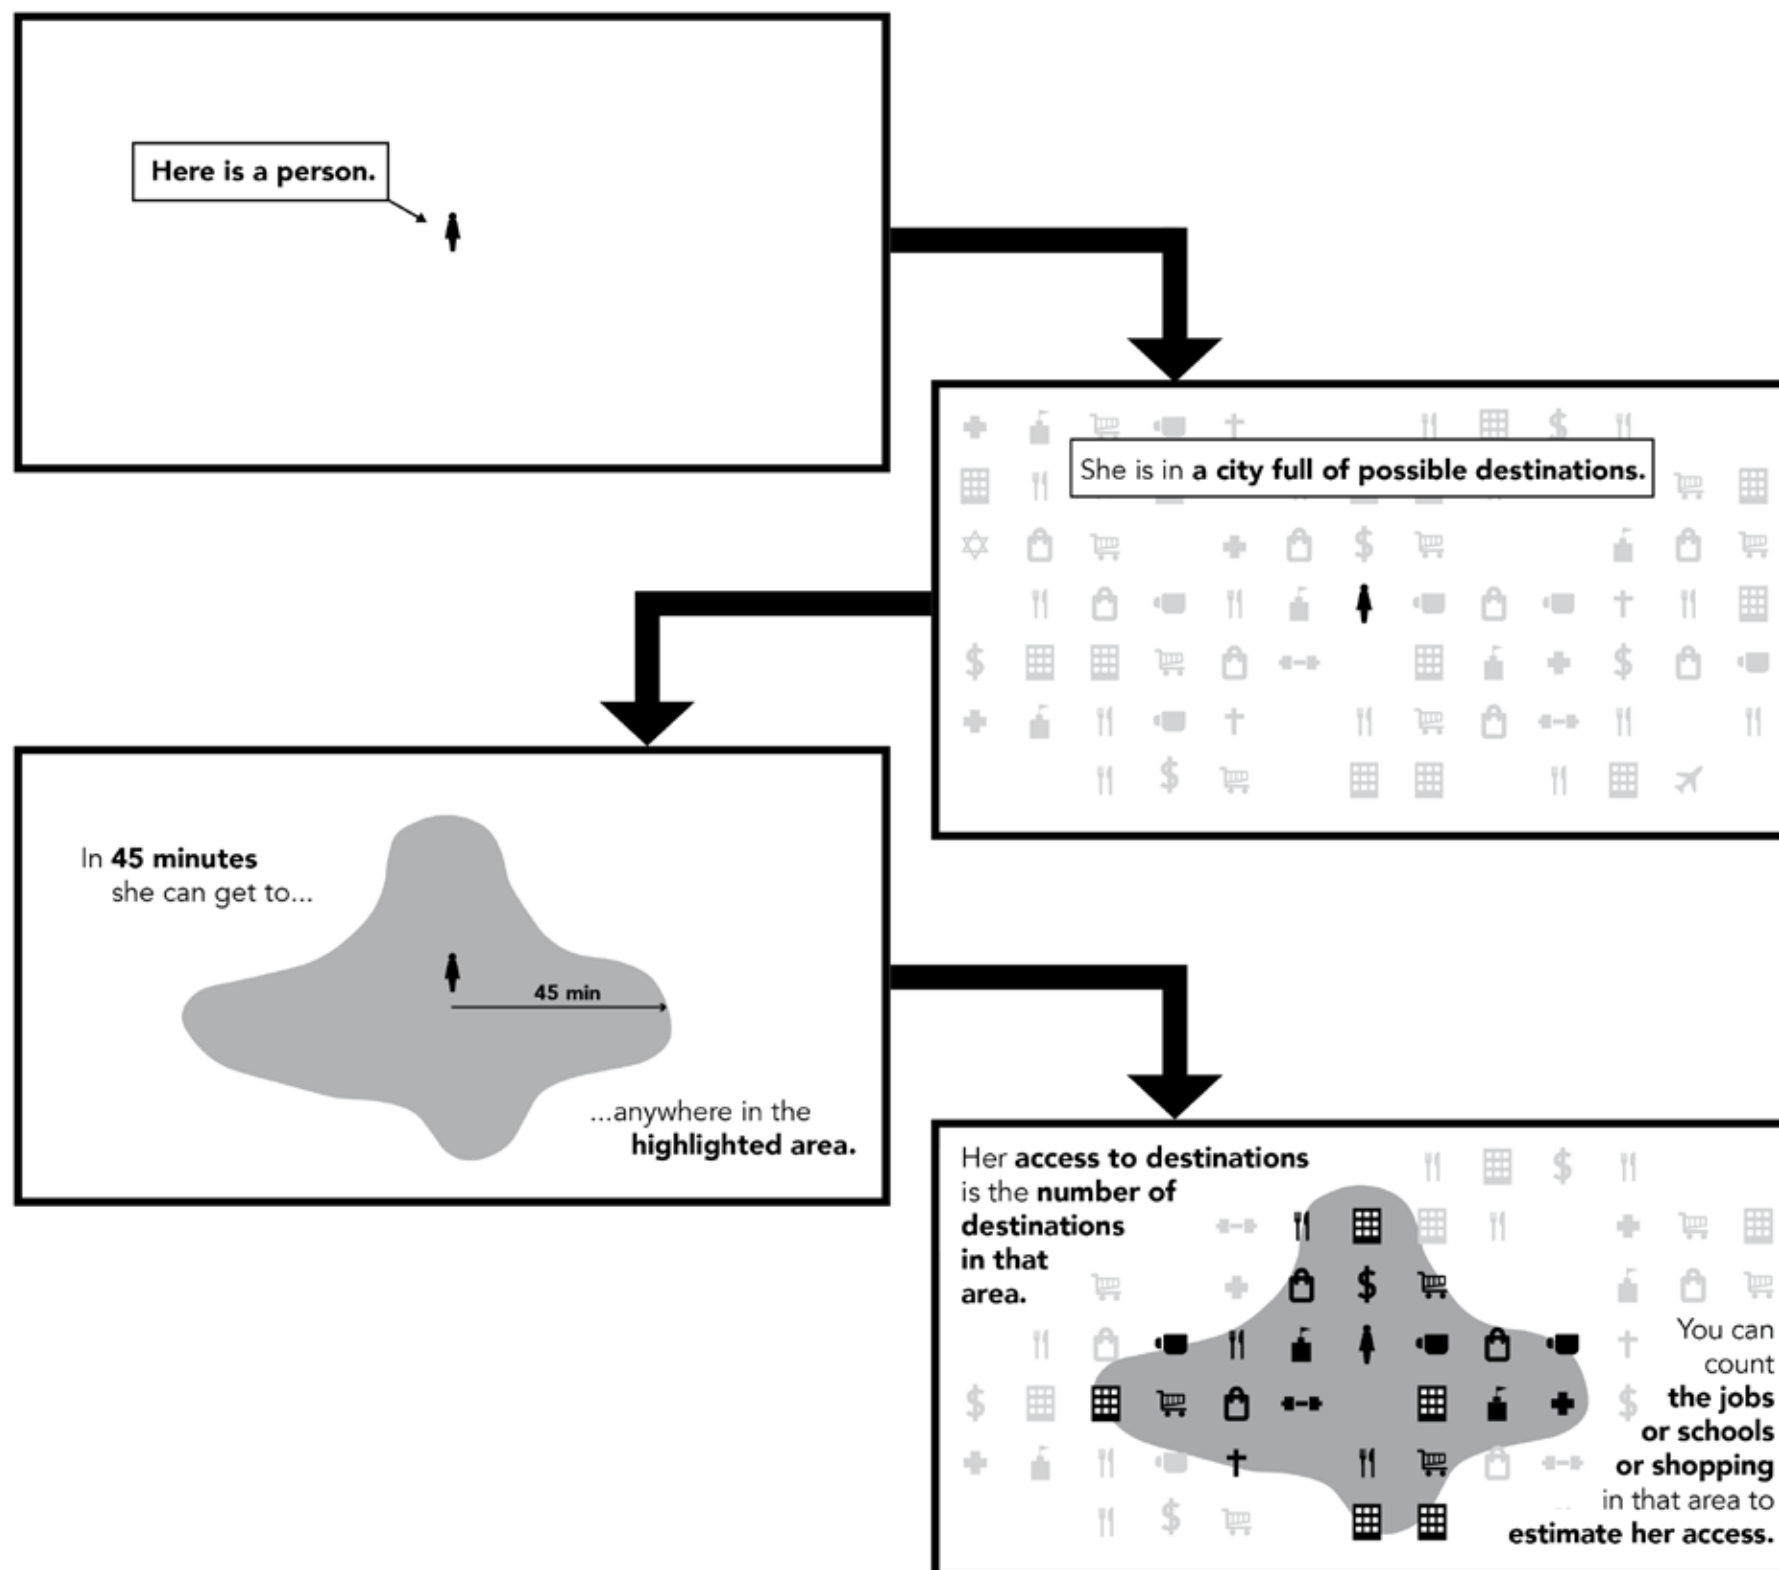 Here is a person.
She is in a city full of possible destinations.
In 45 minutes
she can get to...
45 min
...anywhere in the
highlighted area.
Her access to destinations
is the number of
destinations
in that
area.
You can
count
the jobs
or schools
or shopping
in that area to
estimate her access.